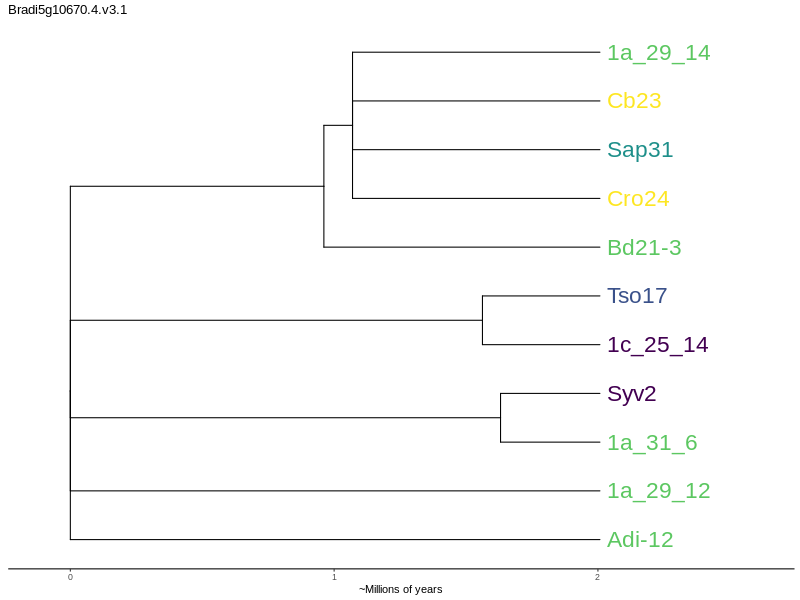 Bradi5g10670.4.v3.1
1a_29_14
Cb23
Sap31
Cro24
Bd21-3
Tso17
1c_25_14
Syv2
1a_31_6
1a_29_12
Adi-12
0 1 2
~Millions of years